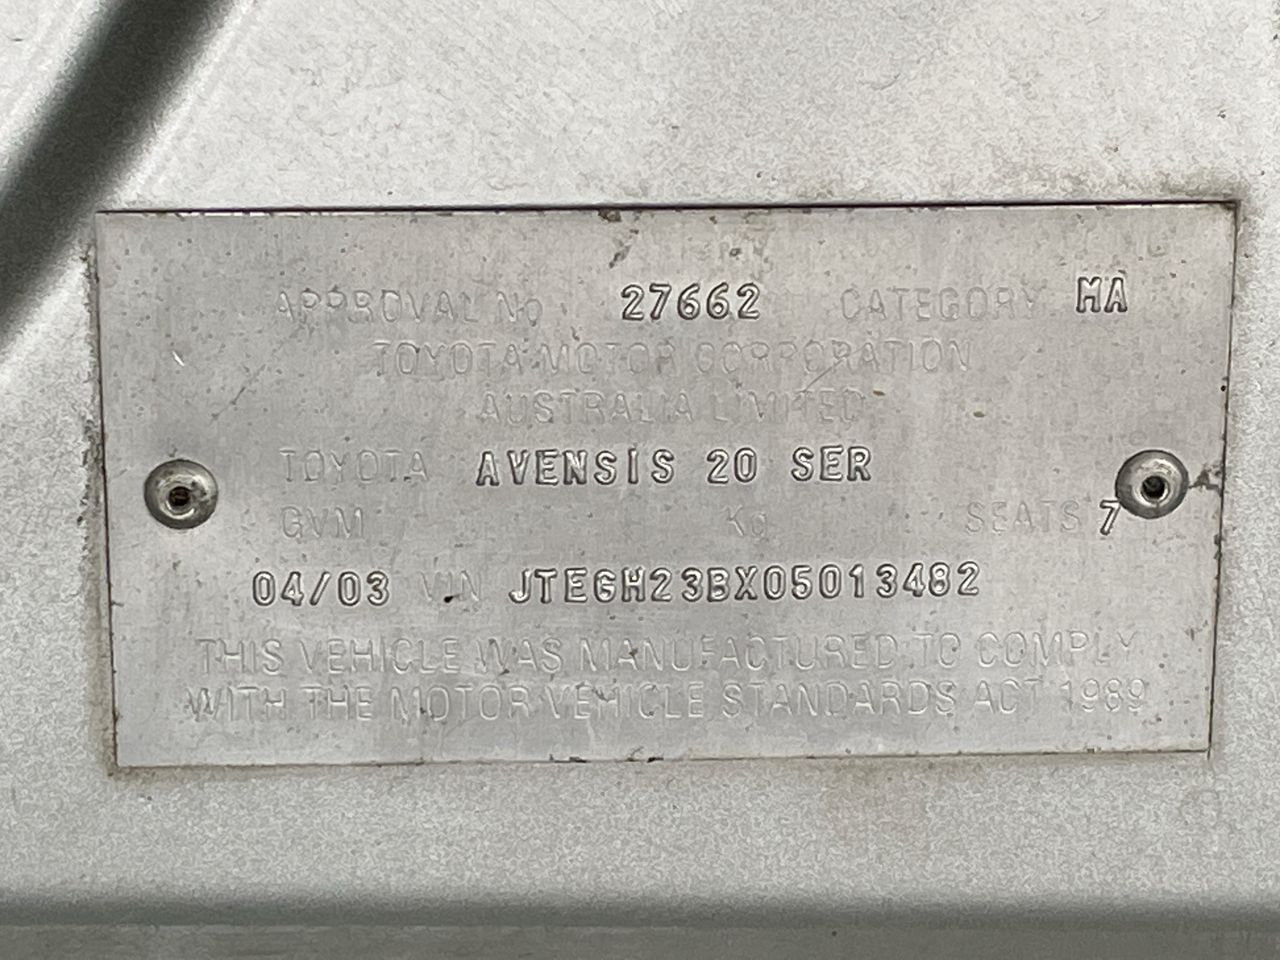 APPROVAL No 27662 CATEGORY MA
TOYOTA MOTOR CORPORATION
AUSTRALIA LIMITED
TOYOTA AVENSIS 20 SER
GVM Kg SEATS 7
04/03 VIN JTEGH23BX05013482
THIS VEHICLE WAS MANUFACTURED TO COMPLY
WITH THE MOTOR VEHICLE STANDARDS ACT 1989